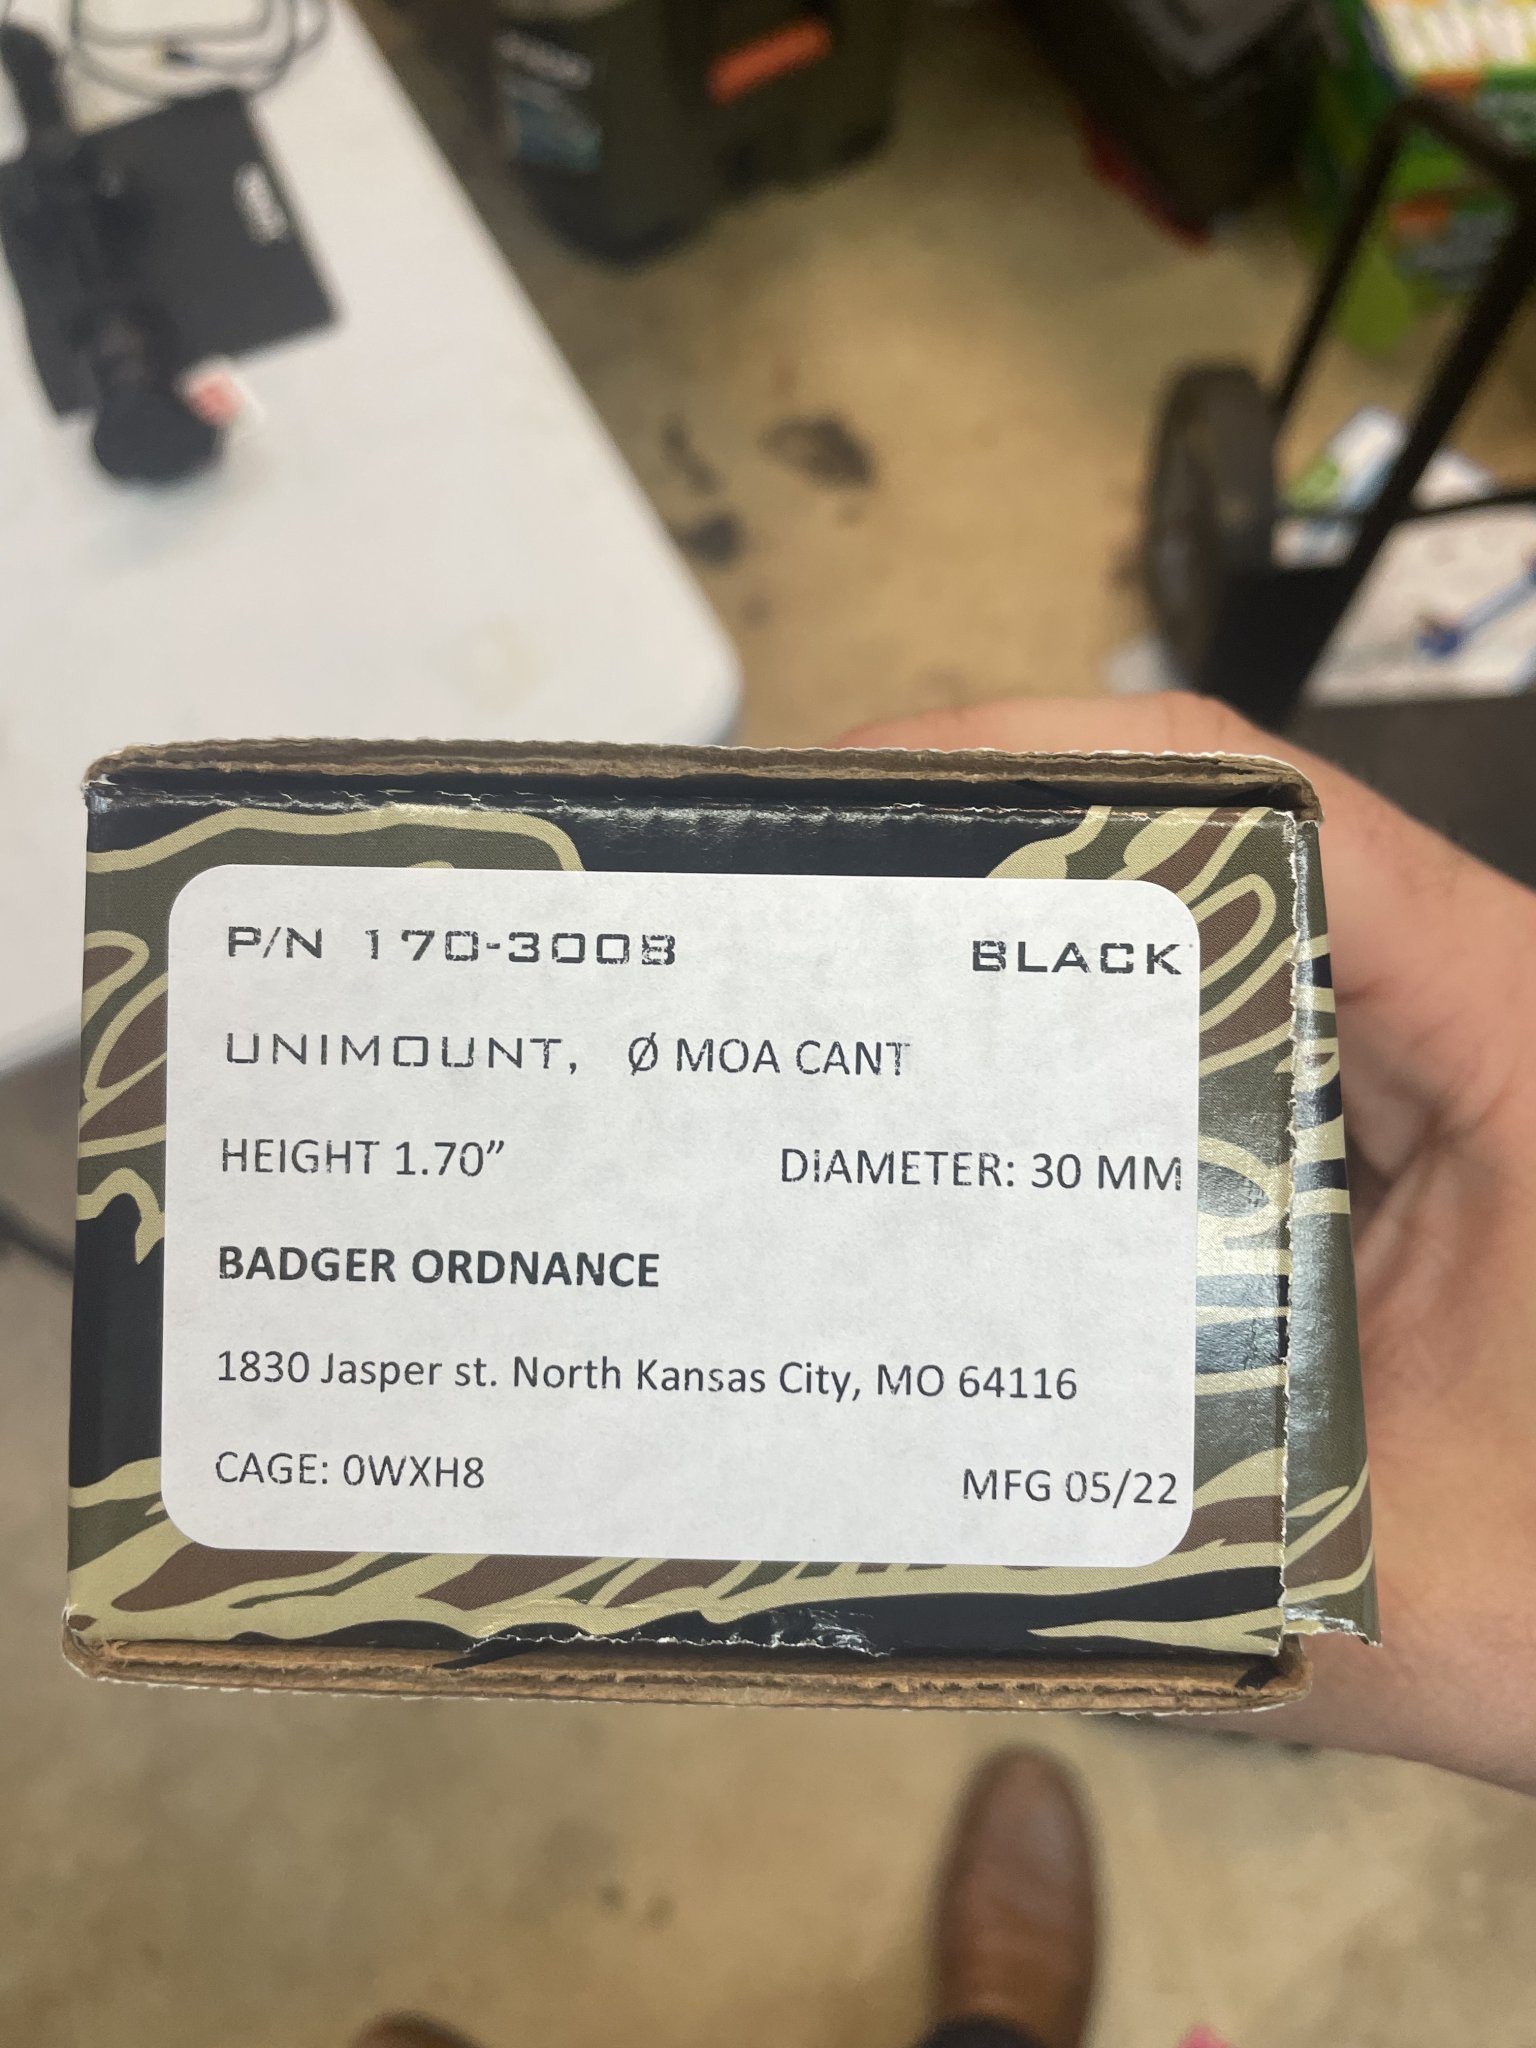 P/N 170-3008 BLACK
UNIMOUNT, Ø MOA CANT
HEIGHT 1.70” DIAMETER: 30 MM
BADGER ORDNANCE
1830 Jasper st. North Kansas City, MO 64116
CAGE: 0WXH8 MFG 05/22